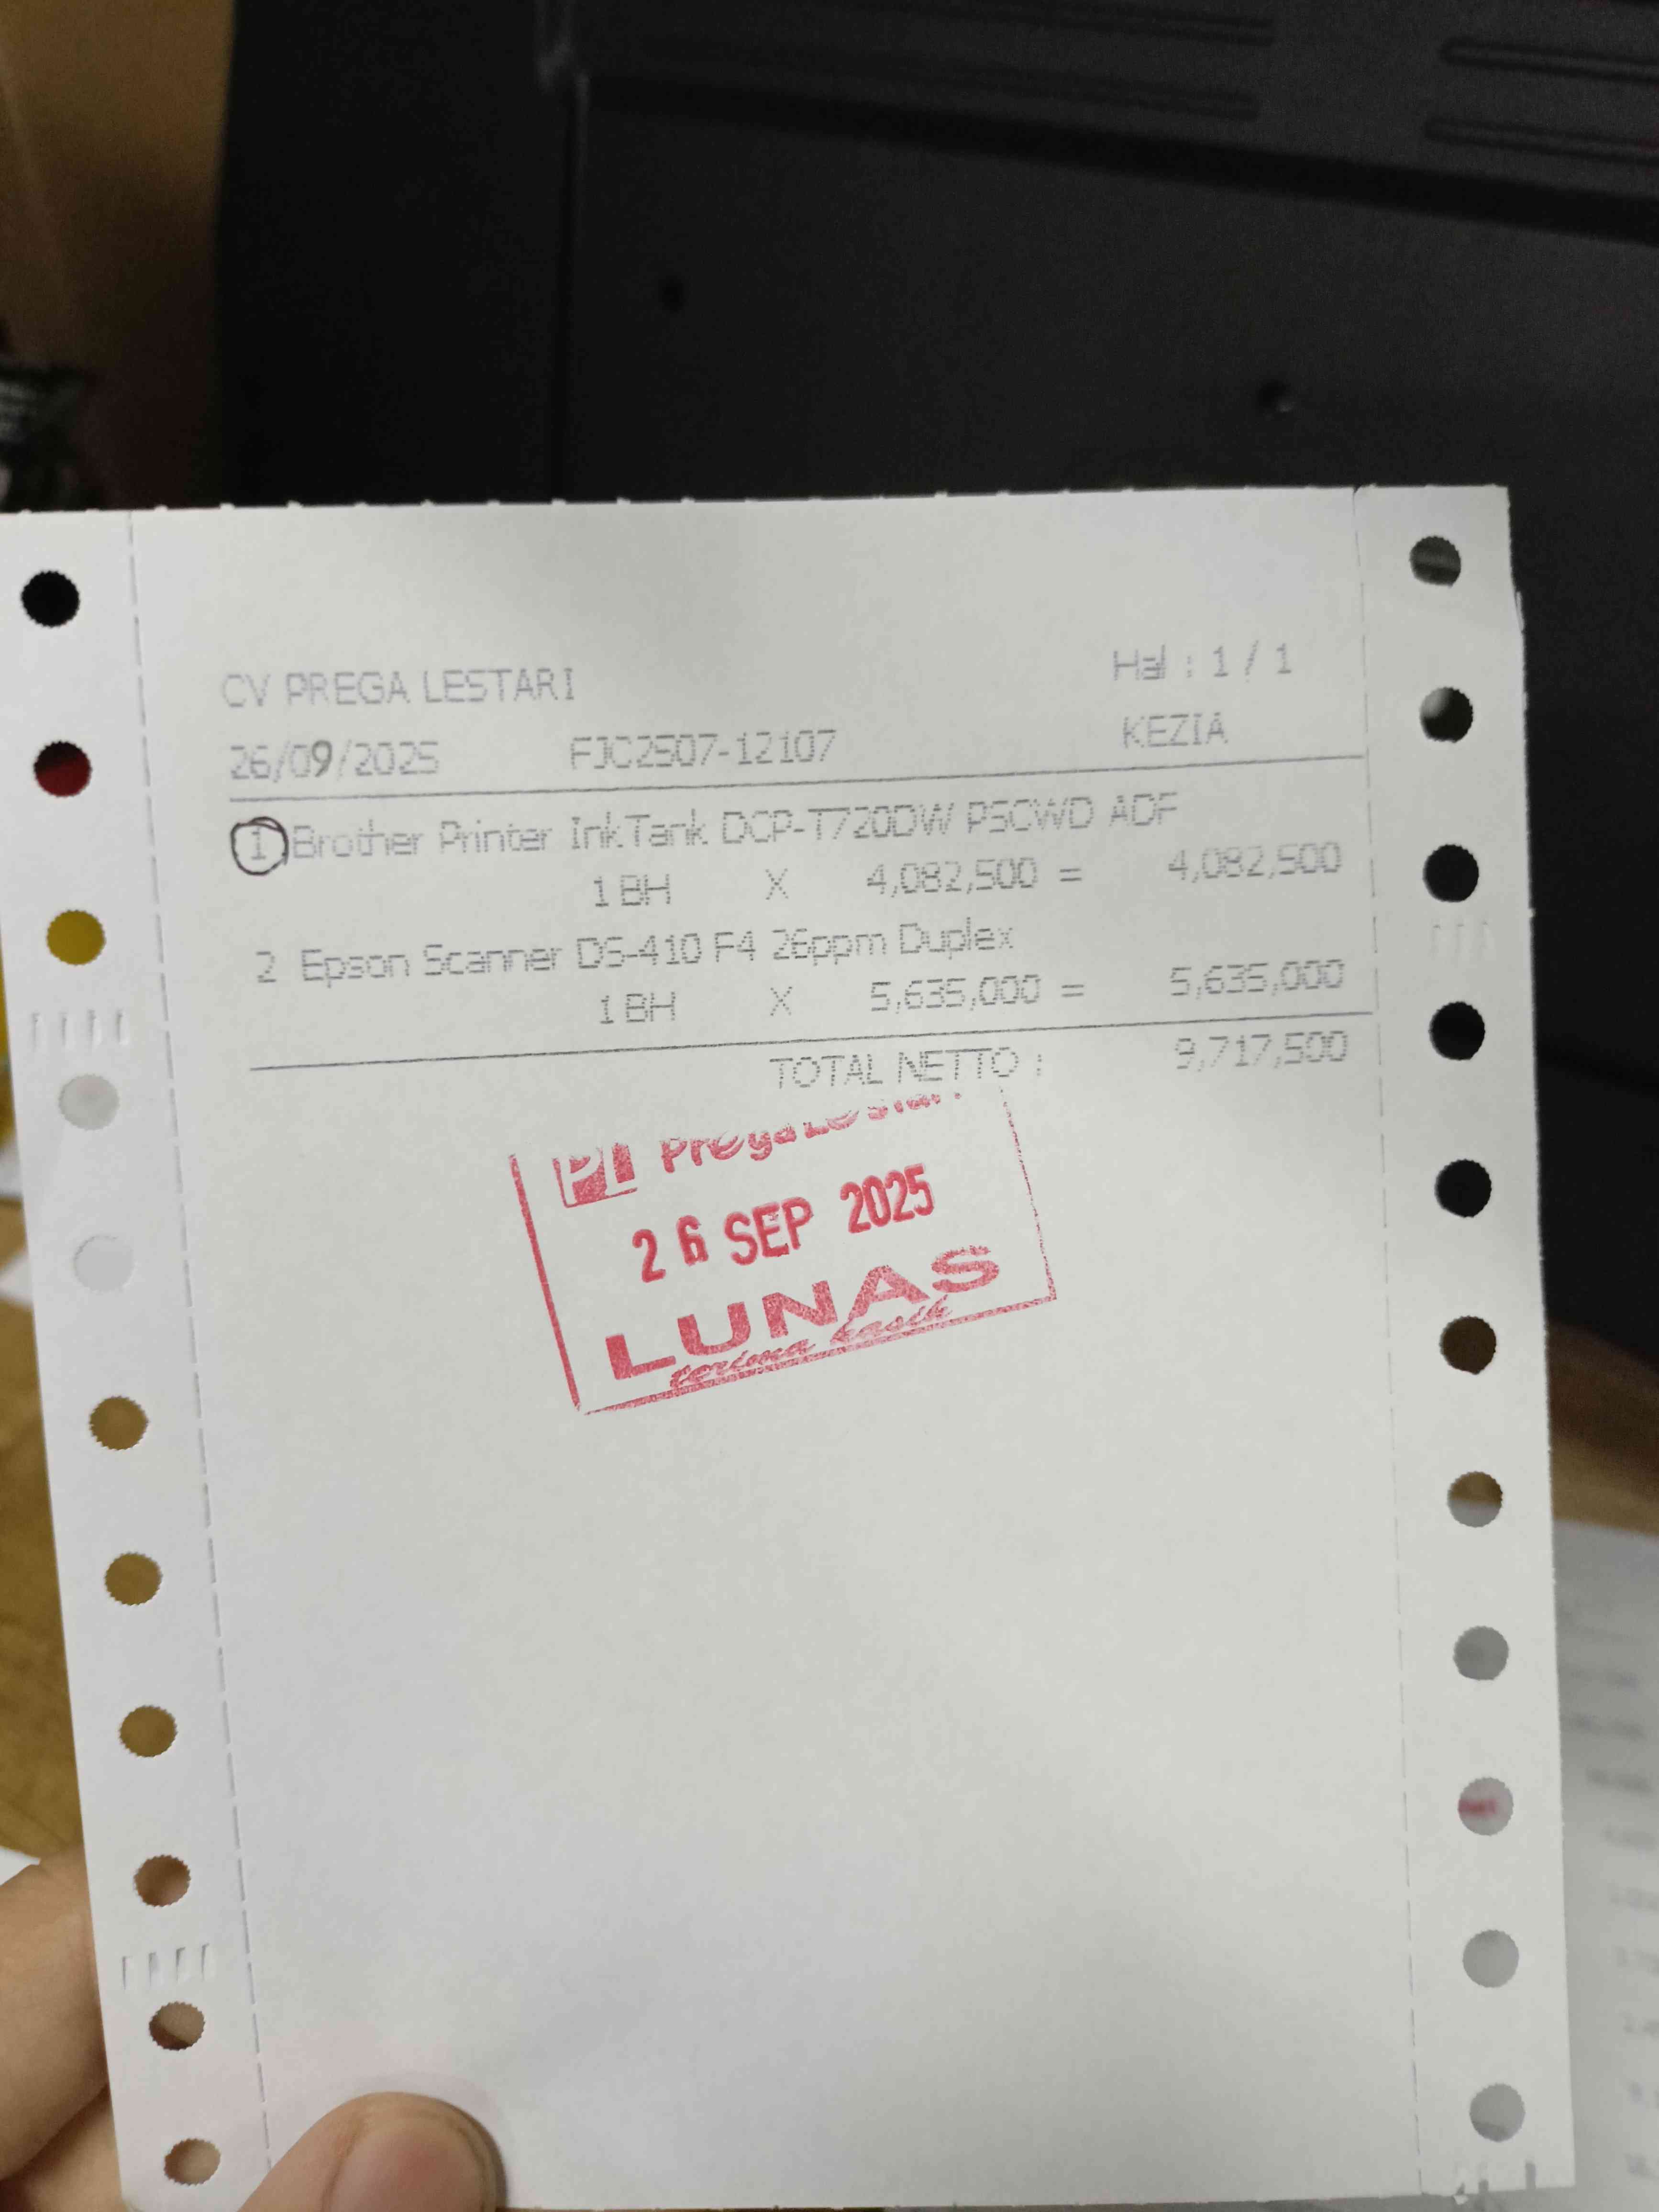 CV PREGA LESTARI
Hal : 1 / 1
26/09/2025 FJC2507-12107 KEZIA
1 Brother Printer InkTank DCP-T720DW PSCWD ADF
1 BH X 4,082,500 = 4,082,500
2 Epson Scanner DS-410 F4 26ppm Duplex
1 BH X 5,635,000 = 5,635,000
TOTAL NETTO : 9,717,500
PL PregaLestari
26 SEP 2025
LUNAS
terima kasih